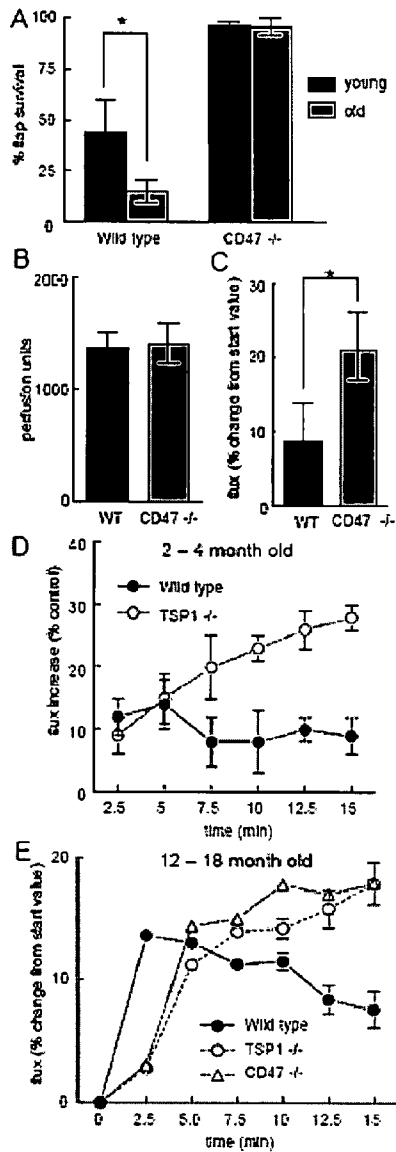 A
100
75
50
25
0
% flap survival
*
young
old
Wild type
CD47 -/-
B
2000
1000
0
perfusion units
WT
CD47 -/-
C
30
20
10
0
flux (% change from start value)
*
WT
CD47 -/-
D
2 – 4 month old
40
30
20
10
0
flux increase (% control)
Wild type
TSP1 -/-
2.5
5
7.5
10
12.5
15
time (min)
E
12 – 18 month old
20
10
0
flux (% change from start value)
Wild type
TSP1 -/-
CD47 -/-
0
2.5
5.0
7.5
10
12.5
15
time (min)